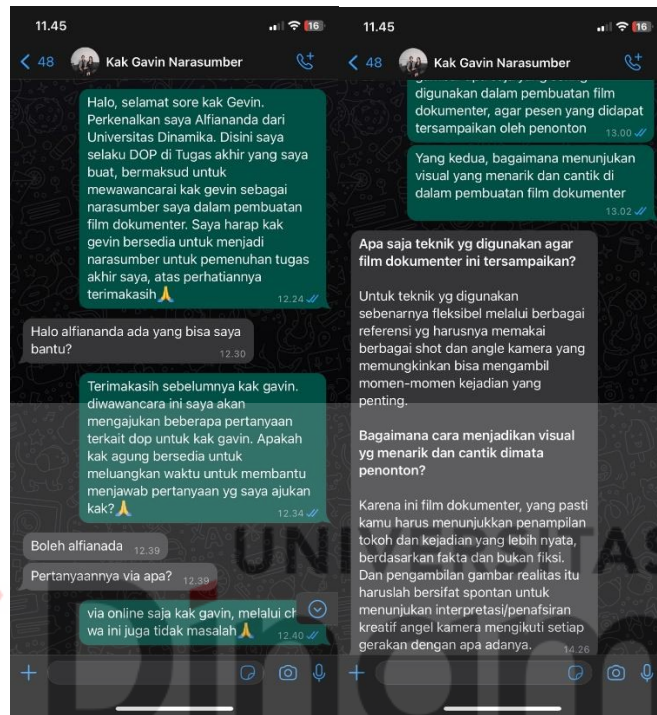 11.45
16
48
Kak Gavin Narasumber
Halo, selamat sore kak Gevin.
Perkenalkan saya Alfiananda dari
Universitas Dinamika. Disini saya
selaku DOP di Tugas akhir yang saya
buat, bermaksud untuk
mewawancarai kak gevin sebagai
narasumber saya dalam pembuatan
film dokumenter. Saya harap kak
gevin bersedia untuk menjadi
narasumber untuk pemenuhan tugas
akhir saya, atas perhatiannya
terimakasih🙏
12.24
Halo alfiananda ada yang bisa saya
bantu?
12.30
Terimakasih sebelumnya kak gavin.
diwawancara ini saya akan
mengajukan beberapa pertanyaan
terkait dop untuk kak gavin. Apakah
kak agung bersedia untuk
meluangkan waktu untuk membantu
menjawab pertanyaan yg saya ajukan
kak?🙏
12.34
Boleh alfianada
12.39
Pertanyaannya via apa?
12.39
via online saja kak gavin, melalui ch
wa ini juga tidak masalah🙏
12.40
11.45
16
48
Kak Gavin Narasumber
digunakan dalam pembuatan film
dokumenter, agar pesen yang didapat
tersampaikan oleh penonton
13.00
Yang kedua, bagaimana menunjukan
visual yang menarik dan cantik di
dalam pembuatan film dokumenter
13.02
Apa saja teknik yg digunakan agar
film dokumenter ini tersampaikan?
Untuk teknik yg digunakan
sebenarnya fleksibel melalui berbagai
referensi yg harusnya memakai
berbagai shot dan angle kamera yang
memungkinkan bisa mengambil
momen-momen kejadian yang
penting.
Bagaimana cara menjadikan visual
yg menarik dan cantik dimata
penonton?
Karena ini film dokumenter, yang pasti
kamu harus menunjukkan penampilan
tokoh dan kejadian yang lebih nyata,
berdasarkan fakta dan bukan fiksi.
Dan pengambilan gambar realitas itu
haruslah bersifat spontan untuk
menunjukan interpretasi/penafsiran
kreatif angel kamera mengikuti setiap
gerakan dengan apa adanya.
14.26
UNIVERSITAS
Dinam